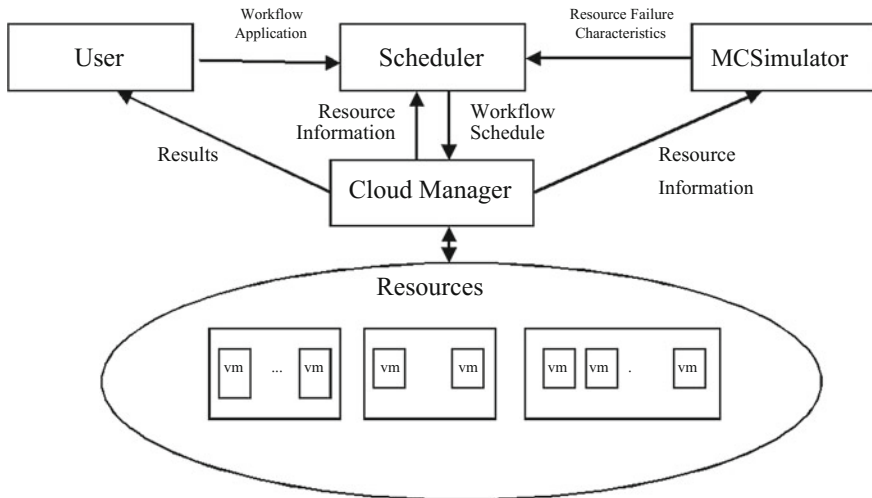 Workflow
Application
Resource Failure
Characteristics
User
Scheduler
MCSimulator
Resource
Information
Workflow
Schedule
Results
Resource
Information
Cloud Manager
Resources
vm ... vm
vm vm
vm vm . vm